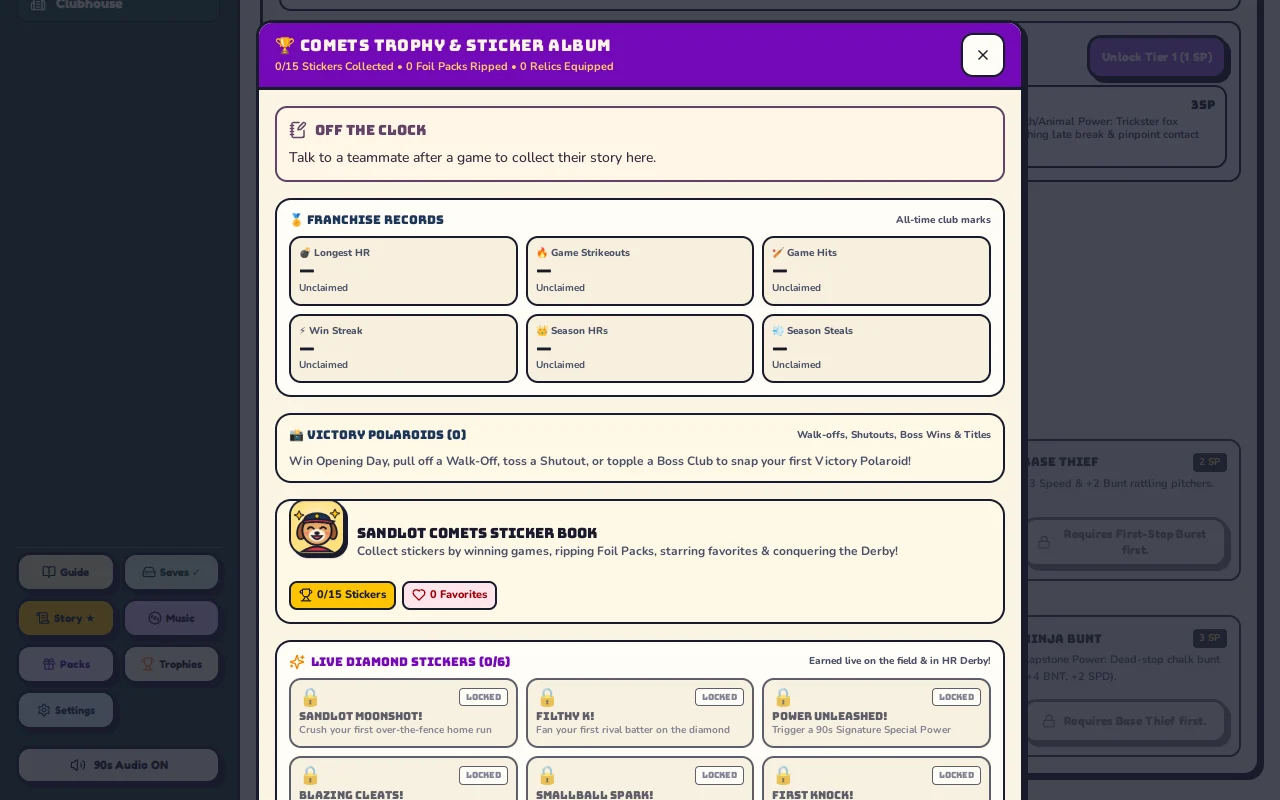 Clubhouse
🏆 COMETS TROPHY & STICKER ALBUM
0/15 Stickers Collected • 0 Foil Packs Ripped • 0 Relics Equipped
×
Unlock Tier 1 (1 SP)
3SP
th/Animal Power: Trickster fox
hing late break & pinpoint contact
OFF THE CLOCK
Talk to a teammate after a game to collect their story here.
🏅 FRANCHISE RECORDS
All-time club marks
💣 Longest HR
—
Unclaimed
🔥 Game Strikeouts
—
Unclaimed
🏏 Game Hits
—
Unclaimed
⚡ Win Streak
—
Unclaimed
👑 Season HRs
—
Unclaimed
💨 Season Steals
—
Unclaimed
📸 VICTORY POLAROIDS (0)
Walk-offs, Shutouts, Boss Wins & Titles
Win Opening Day, pull off a Walk-Off, toss a Shutout, or topple a Boss Club to snap your first Victory Polaroid!
SANDLOT COMETS STICKER BOOK
Collect stickers by winning games, ripping Foil Packs, starring favorites & conquering the Derby!
0/15 Stickers
0 Favorites
LIVE DIAMOND STICKERS (0/6)
Earned live on the field & in HR Derby!
LOCKED
SANDLOT MOONSHOT!
Crush your first over-the-fence home run
LOCKED
FILTHY K!
Fan your first rival batter on the diamond
LOCKED
POWER UNLEASHED!
Trigger a 90s Signature Special Power
LOCKED
BLAZING CLEATS!
LOCKED
SMALLBALL SPARK!
LOCKED
FIRST KNOCK!
BASE THIEF
2 SP
3 Speed & +2 Bunt rattling pitchers.
Requires First-Step Burst
first.
NINJA BUNT
3 SP
Capstone Power: Dead-stop chalk bunt
+4 BNT, +2 SPD).
Requires Base Thief first.
Guide
Saves ✓
Story ★
Music
Packs
Trophies
Settings
90s Audio ON